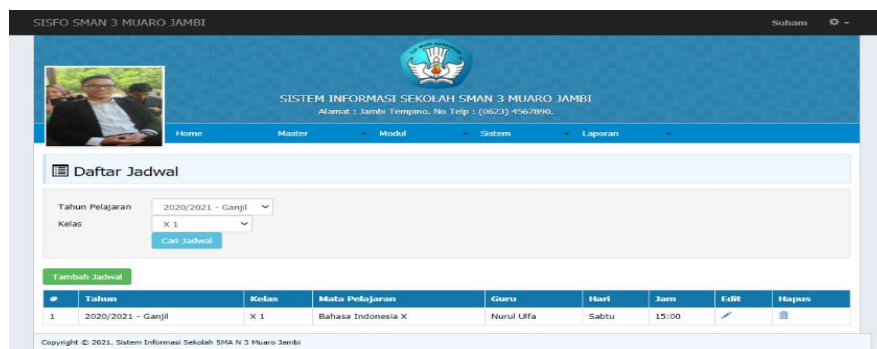 SISFO SMAN 3 MUARO JAMBI Suham
SISTEM INFORMASI SEKOLAH SMAN 3 MUARO JAMBI
Alamat : Jambi Tempino. No Telp : (0623) 4567890.
Home Master Modul Sistem Laporan
Daftar Jadwal
Tahun Pelajaran 2020/2021 - Ganjil
Kelas X 1
Cari Jadwal
Tambah Jadwal
# Tahun Kelas Mata Pelajaran Guru Hari Jam Edit Hapus
1 2020/2021 - Ganjil X 1 Bahasa Indonesia X Nurul Ulfa Sabtu 15:00
Copyright © 2021. Sistem Informasi Sekolah SMA N 3 Muaro Jambi